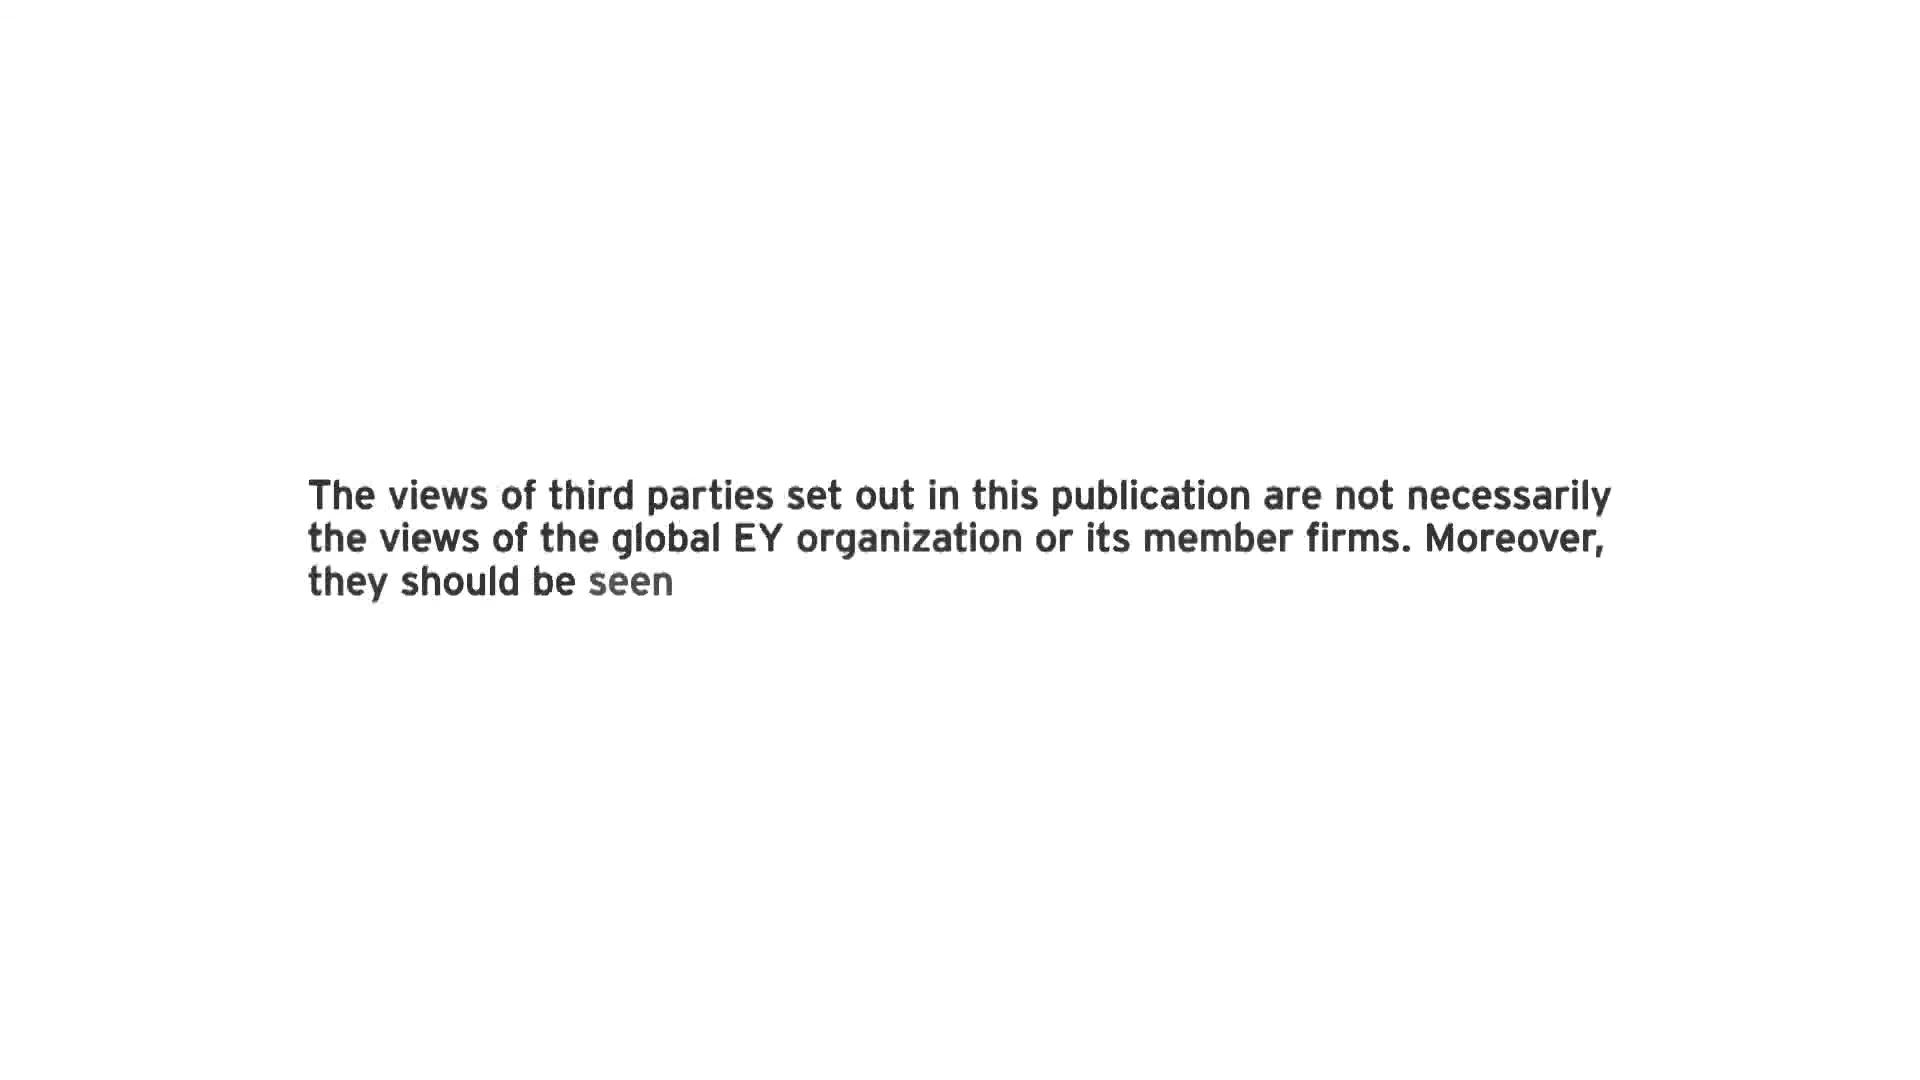 The views of third parties set out in this publication are not necessarily
the views of the global EY organization or its member firms. Moreover,
they should be seen